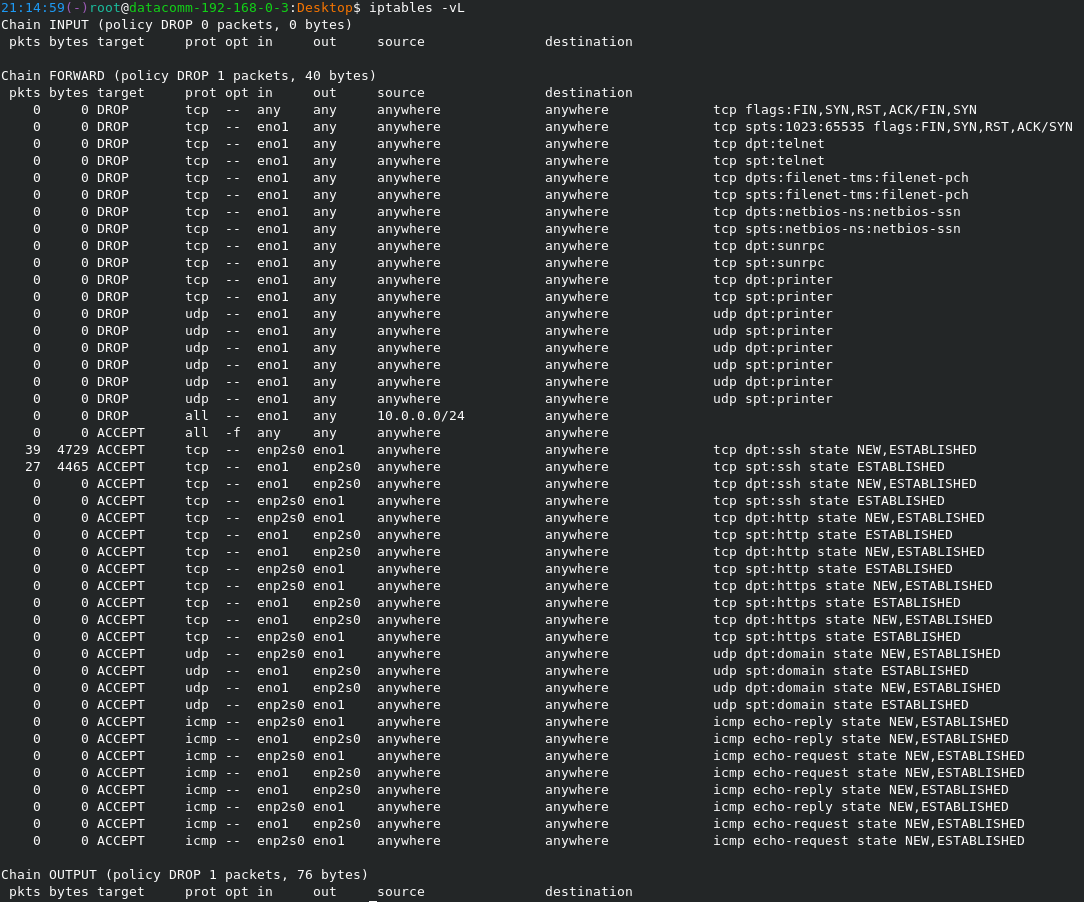 21:14:59(-)root@datacomm-192-168-0-3:Desktop$ iptables -vL
Chain INPUT (policy DROP 0 packets, 0 bytes)
 pkts bytes target     prot opt in     out     source               destination

Chain FORWARD (policy DROP 1 packets, 40 bytes)
 pkts bytes target     prot opt in     out     source               destination
    0     0 DROP       tcp  --  any    any     anywhere             anywhere             tcp flags:FIN,SYN,RST,ACK/FIN,SYN
    0     0 DROP       tcp  --  eno1   any     anywhere             anywhere             tcp spts:1023:65535 flags:FIN,SYN,RST,ACK/SYN
    0     0 DROP       tcp  --  eno1   any     anywhere             anywhere             tcp dpt:telnet
    0     0 DROP       tcp  --  eno1   any     anywhere             anywhere             tcp spt:telnet
    0     0 DROP       tcp  --  eno1   any     anywhere             anywhere             tcp dpts:filenet-tms:filenet-pch
    0     0 DROP       tcp  --  eno1   any     anywhere             anywhere             tcp spts:filenet-tms:filenet-pch
    0     0 DROP       tcp  --  eno1   any     anywhere             anywhere             tcp dpts:netbios-ns:netbios-ssn
    0     0 DROP       tcp  --  eno1   any     anywhere             anywhere             tcp spts:netbios-ns:netbios-ssn
    0     0 DROP       tcp  --  eno1   any     anywhere             anywhere             tcp dpt:sunrpc
    0     0 DROP       tcp  --  eno1   any     anywhere             anywhere             tcp spt:sunrpc
    0     0 DROP       tcp  --  eno1   any     anywhere             anywhere             tcp dpt:printer
    0     0 DROP       tcp  --  eno1   any     anywhere             anywhere             tcp spt:printer
    0     0 DROP       udp  --  eno1   any     anywhere             anywhere             udp dpt:printer
    0     0 DROP       udp  --  eno1   any     anywhere             anywhere             udp spt:printer
    0     0 DROP       udp  --  eno1   any     anywhere             anywhere             udp dpt:printer
    0     0 DROP       udp  --  eno1   any     anywhere             anywhere             udp spt:printer
    0     0 DROP       udp  --  eno1   any     anywhere             anywhere             udp dpt:printer
    0     0 DROP       udp  --  eno1   any     anywhere             anywhere             udp spt:printer
    0     0 DROP       all  --  eno1   any     10.0.0.0/24          anywhere
    0     0 ACCEPT     all  -f  any    any     anywhere             anywhere
   39  4729 ACCEPT     tcp  --  enp2s0 eno1    anywhere             anywhere             tcp dpt:ssh state NEW,ESTABLISHED
   27  4465 ACCEPT     tcp  --  eno1   enp2s0  anywhere             anywhere             tcp spt:ssh state ESTABLISHED
    0     0 ACCEPT     tcp  --  eno1   enp2s0  anywhere             anywhere             tcp dpt:ssh state NEW,ESTABLISHED
    0     0 ACCEPT     tcp  --  enp2s0 eno1    anywhere             anywhere             tcp spt:ssh state ESTABLISHED
    0     0 ACCEPT     tcp  --  enp2s0 eno1    anywhere             anywhere             tcp dpt:http state NEW,ESTABLISHED
    0     0 ACCEPT     tcp  --  eno1   enp2s0  anywhere             anywhere             tcp spt:http state ESTABLISHED
    0     0 ACCEPT     tcp  --  eno1   enp2s0  anywhere             anywhere             tcp dpt:http state NEW,ESTABLISHED
    0     0 ACCEPT     tcp  --  enp2s0 eno1    anywhere             anywhere             tcp spt:http state ESTABLISHED
    0     0 ACCEPT     tcp  --  enp2s0 eno1    anywhere             anywhere             tcp dpt:https state NEW,ESTABLISHED
    0     0 ACCEPT     tcp  --  eno1   enp2s0  anywhere             anywhere             tcp spt:https state ESTABLISHED
    0     0 ACCEPT     tcp  --  eno1   enp2s0  anywhere             anywhere             tcp dpt:https state NEW,ESTABLISHED
    0     0 ACCEPT     tcp  --  enp2s0 eno1    anywhere             anywhere             tcp spt:https state ESTABLISHED
    0     0 ACCEPT     udp  --  enp2s0 eno1    anywhere             anywhere             udp dpt:domain state NEW,ESTABLISHED
    0     0 ACCEPT     udp  --  eno1   enp2s0  anywhere             anywhere             udp spt:domain state ESTABLISHED
    0     0 ACCEPT     udp  --  eno1   enp2s0  anywhere             anywhere             udp dpt:domain state NEW,ESTABLISHED
    0     0 ACCEPT     udp  --  enp2s0 eno1    anywhere             anywhere             udp spt:domain state ESTABLISHED
    0     0 ACCEPT     icmp --  enp2s0 eno1    anywhere             anywhere             icmp echo-reply state NEW,ESTABLISHED
    0     0 ACCEPT     icmp --  eno1   enp2s0  anywhere             anywhere             icmp echo-reply state NEW,ESTABLISHED
    0     0 ACCEPT     icmp --  enp2s0 eno1    anywhere             anywhere             icmp echo-request state NEW,ESTABLISHED
    0     0 ACCEPT     icmp --  eno1   enp2s0  anywhere             anywhere             icmp echo-request state NEW,ESTABLISHED
    0     0 ACCEPT     icmp --  eno1   enp2s0  anywhere             anywhere             icmp echo-reply state NEW,ESTABLISHED
    0     0 ACCEPT     icmp --  enp2s0 eno1    anywhere             anywhere             icmp echo-reply state NEW,ESTABLISHED
    0     0 ACCEPT     icmp --  eno1   enp2s0  anywhere             anywhere             icmp echo-request state NEW,ESTABLISHED
    0     0 ACCEPT     icmp --  enp2s0 eno1    anywhere             anywhere             icmp echo-request state NEW,ESTABLISHED

Chain OUTPUT (policy DROP 1 packets, 76 bytes)
 pkts bytes target     prot opt in     out     source               destination